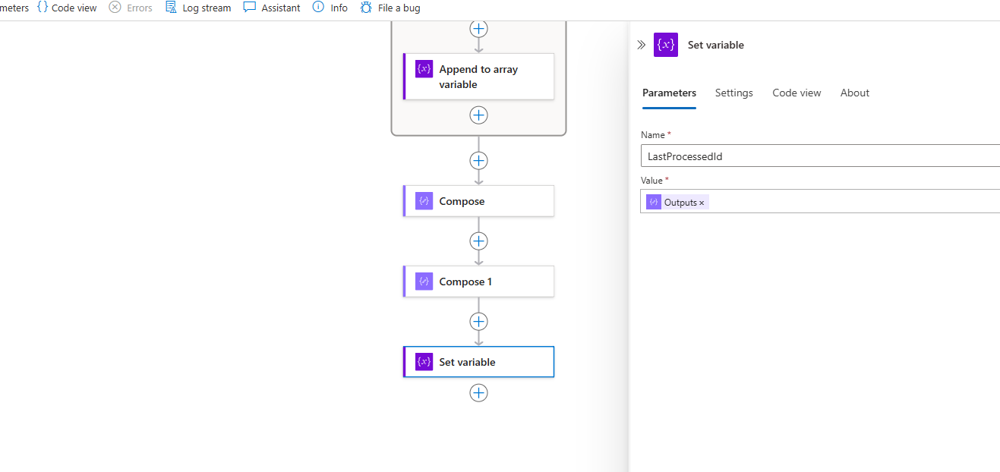 meters { } Code view Errors Log stream Assistant Info File a bug
{x} Set variable
{x} Append to array
variable
Parameters Settings Code view About
Name *
LastProcessedId
Value *
Outputs ×
Compose
Compose 1
{x} Set variable